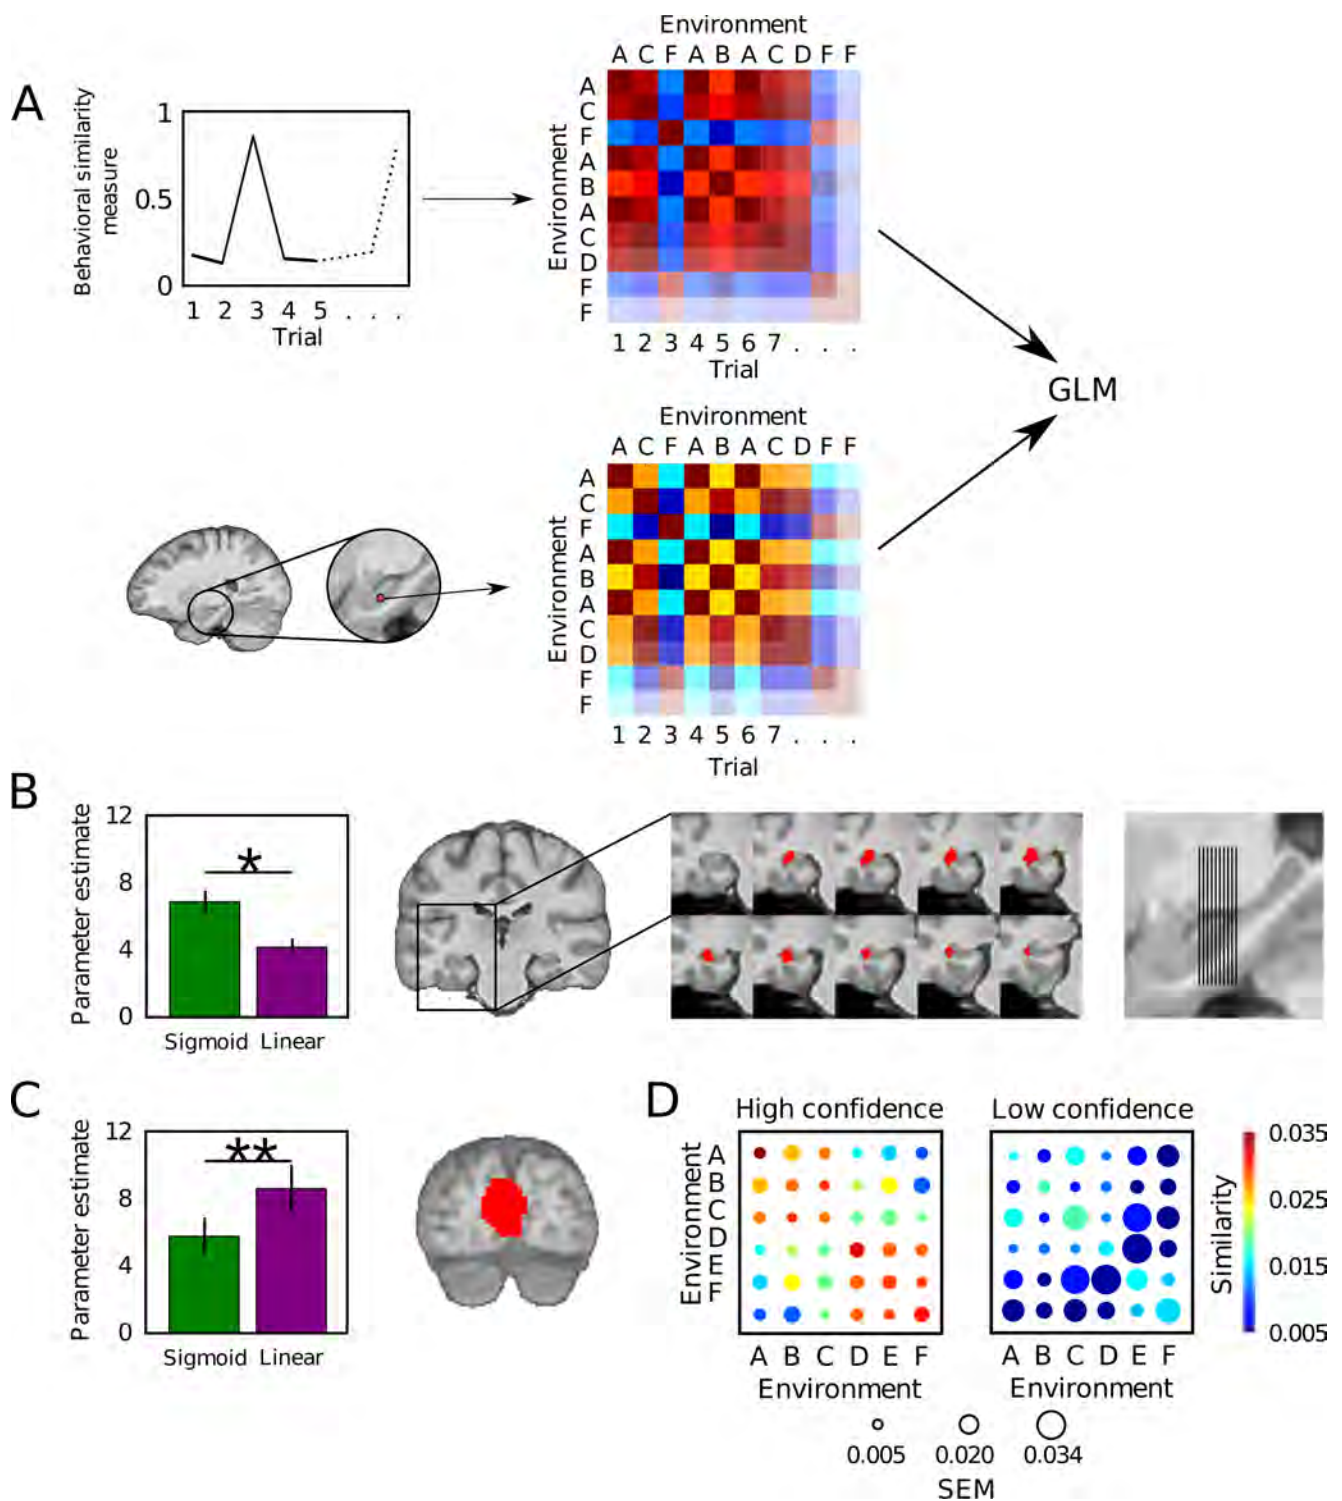 A
Behavioral similarity
measure
1
0.5
0
1 2 3 4 5 . . .
Trial
Environment
A C F A B A C D F F
Environment
A
C
F
A
B
A
C
D
F
F
1 2 3 4 5 6 7 . . .
Trial
GLM
Environment
A C F A B A C D F F
Environment
A
C
F
A
B
A
C
D
F
F
1 2 3 4 5 6 7 . . .
Trial
B
Parameter estimate
12
8
4
0
*
Sigmoid Linear
C
Parameter estimate
12
8
4
0
**
Sigmoid Linear
D
High confidence
Low confidence
Environment
A
B
C
D
E
F
A B C D E F
Environment
A B C D E F
Environment
Similarity
0.035
0.025
0.015
0.005
0.005 0.020 0.034
SEM